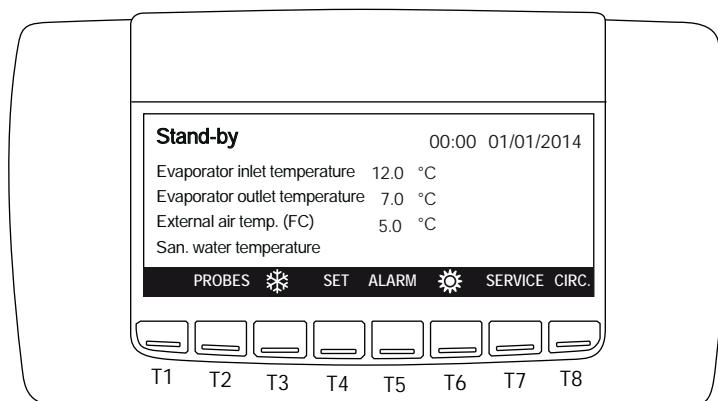 Stand-by 00:00 01/01/2014
Evaporator inlet temperature 12.0 °C
Evaporator outlet temperature 7.0 °C
External air temp. (FC) 5.0 °C
San. water temperature
PROBES SET ALARM SERVICE CIRC.
T1 T2 T3 T4 T5 T6 T7 T8